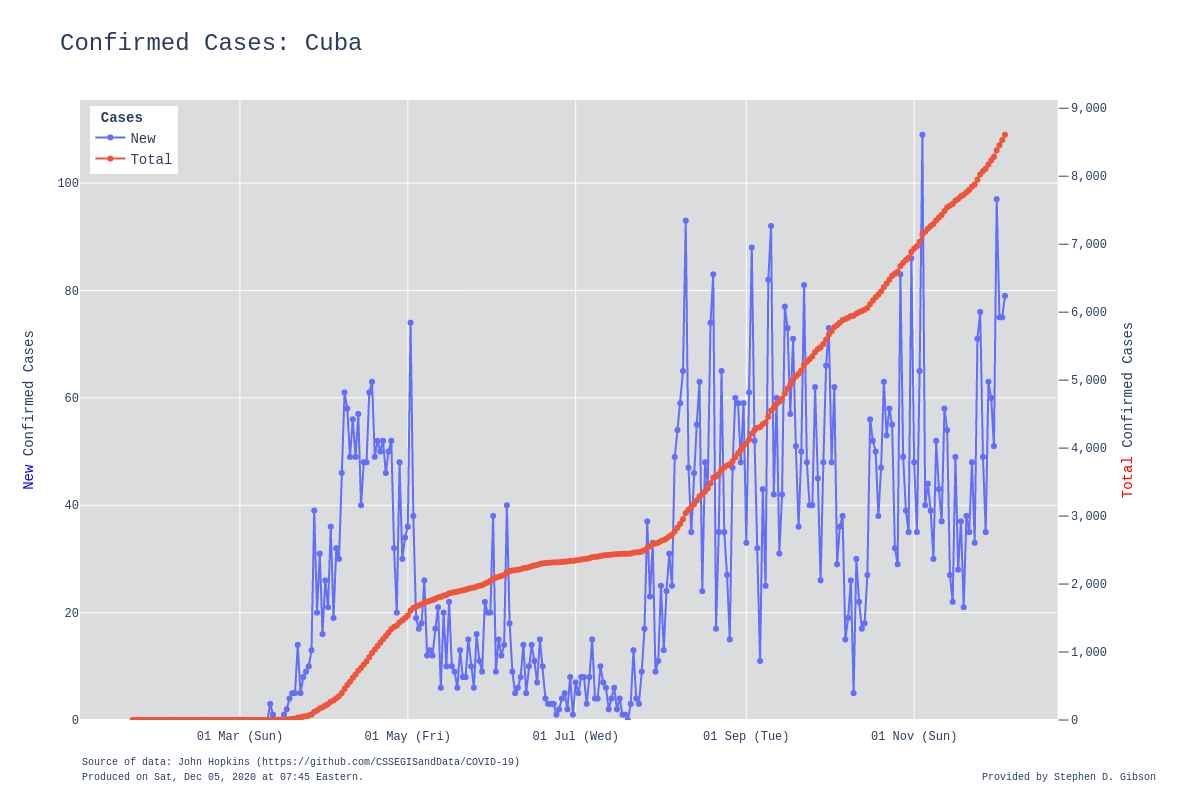 Confirmed Cases: Cuba
Cases
New
Total
100
80
60
40
20
0
New Confirmed Cases
9,000
8,000
7,000
6,000
5,000
4,000
3,000
2,000
1,000
0
Total Confirmed Cases
01 Mar (Sun) 01 May (Fri) 01 Jul (Wed) 01 Sep (Tue) 01 Nov (Sun)
Source of data: John Hopkins (https://github.com/CSSEGISandData/COVID-19)
Produced on Sat, Dec 05, 2020 at 07:45 Eastern.
Provided by Stephen D. Gibson